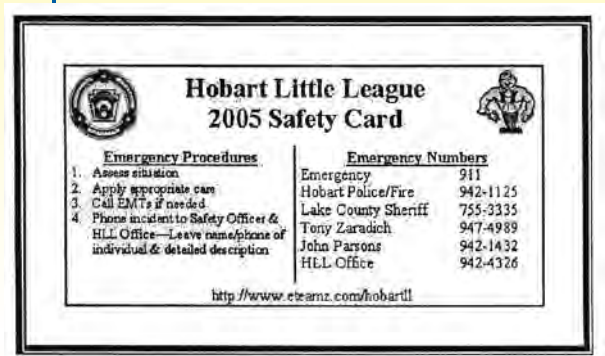 Hobart Little League
2005 Safety Card
Emergency Procedures
1. Assess situation
2. Apply appropriate care
3. Call EMTs if needed
4. Phone incident to Safety Officer &
HLL Office—Leave name/phone of
individual & detailed description
Emergency Numbers
Emergency 911
Hobart Police/Fire 942-1125
Lake County Sheriff 755-3335
Tony Zaradich 947-4989
John Parsons 942-1432
HLL Office 942-4326
http://www.eteamz.com/hobartll